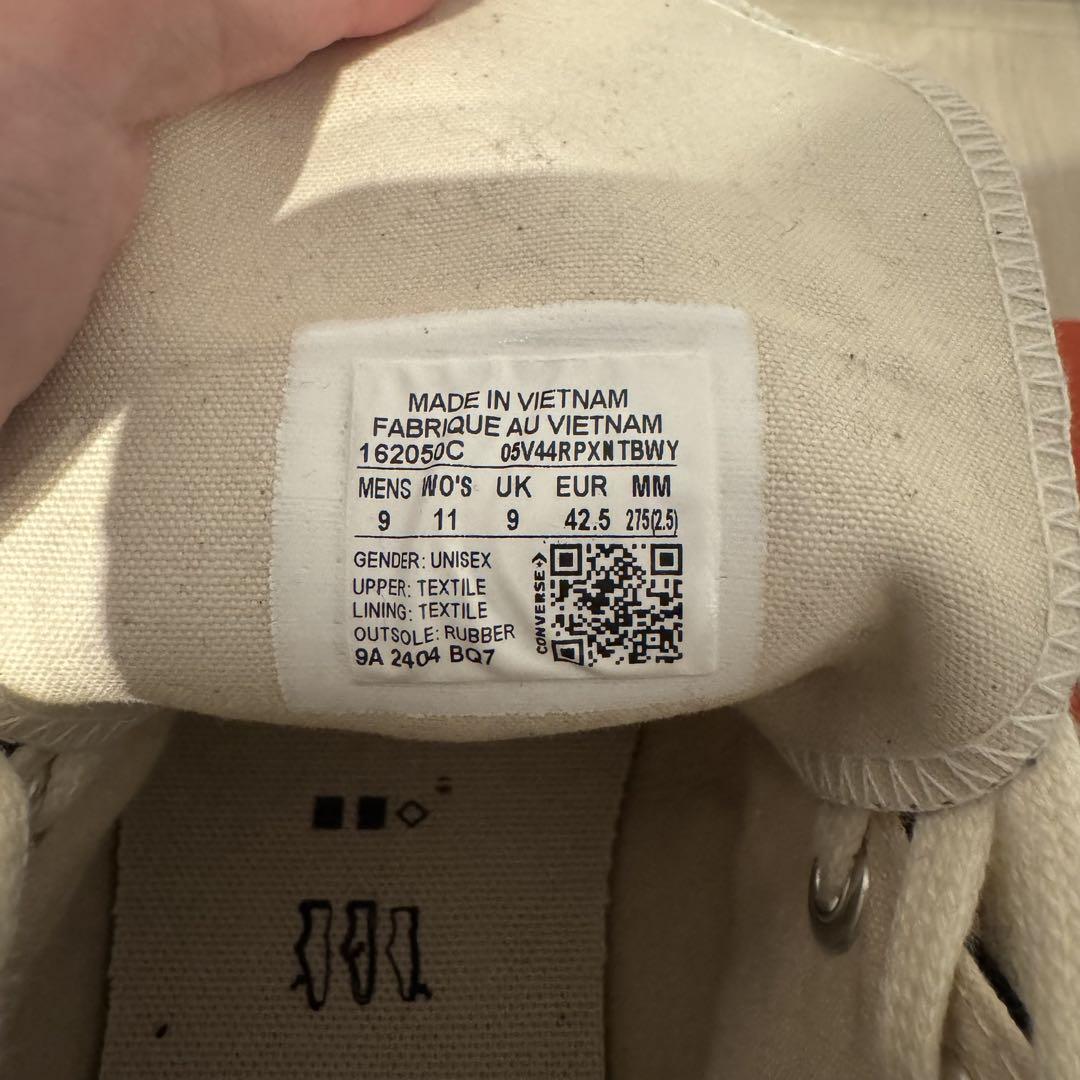 MADE IN VIETNAM
FABRIQUE AU VIETNAM
162050C 05V44RPXNTBWY
MENS WO'S UK EUR MM
9 11 9 42.5 275(2.5)
GENDER: UNISEX
UPPER: TEXTILE
LINING: TEXTILE
OUTSOLE: RUBBER
9A 2404 BQ7
CONVERSE